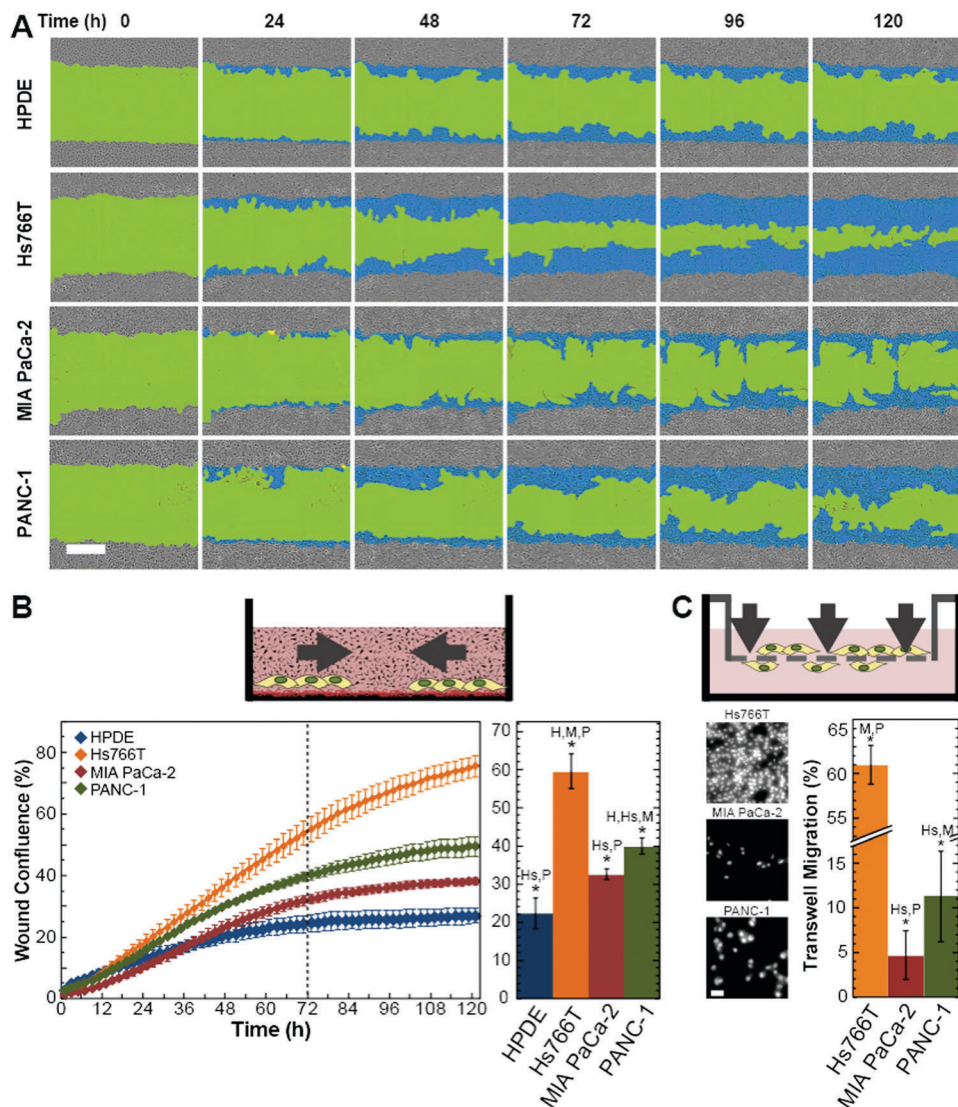 A
Time (h) 0 24 48 72 96 120
HPDE
Hs766T
MIA PaCa-2
PANC-1
B
Wound Confluence (%)
80
60
40
20
0
HPDE
Hs766T
MIA PaCa-2
PANC-1
0 12 24 36 48 60 72 84 96 108 120
Time (h)
70
60
50
40
30
20
10
0
Hs,P
*
H,M,P
*
Hs,P
*
H,Hs,M
*
HPDE
Hs766T
MIA PaCa-2
PANC-1
C
Hs766T
MIA PaCa-2
PANC-1
Transwell Migration (%)
65
60
15
10
5
0
M,P
*
Hs,P
*
Hs,M
*
Hs766T
MIA PaCa-2
PANC-1